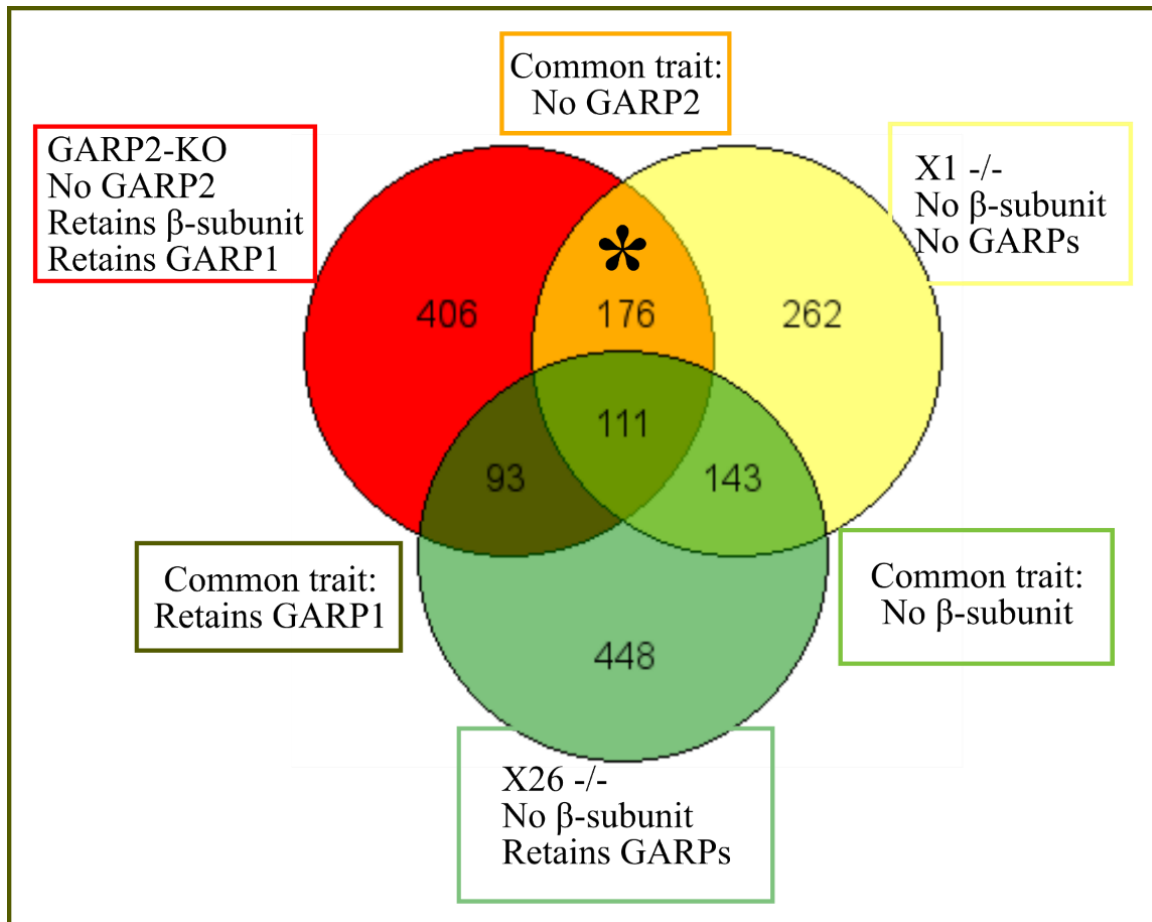 Common trait:
No GARP2
GARP2-KO
No GARP2
Retains β-subunit
Retains GARP1
X1 -/-
No β-subunit
No GARPs
*
406
176
262
111
93
143
Common trait:
Retains GARP1
Common trait:
No β-subunit
448
X26 -/-
No β-subunit
Retains GARPs